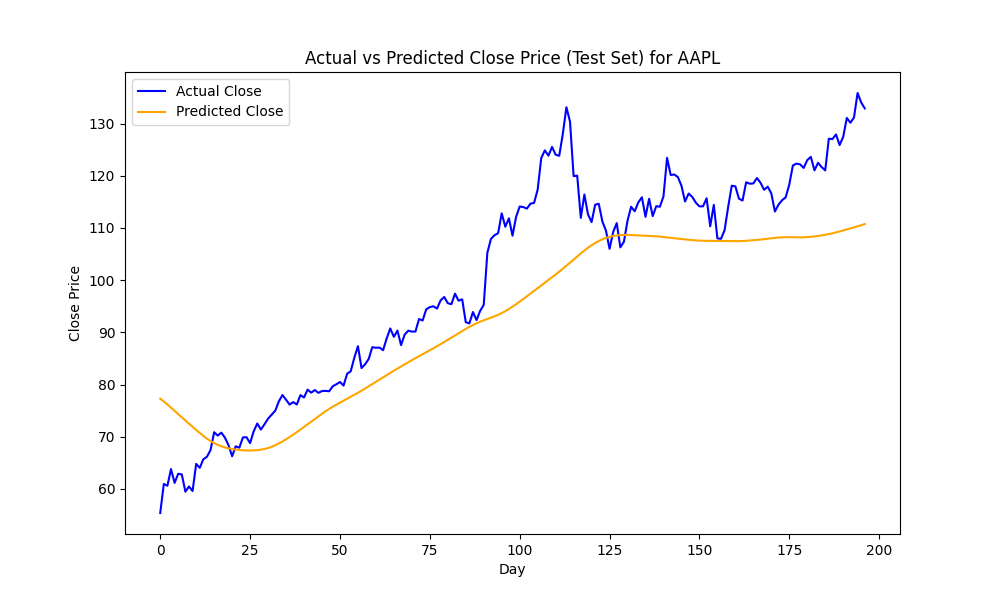 Actual vs Predicted Close Price (Test Set) for AAPL
Actual Close
Predicted Close
130
120
110
100
90
80
70
60
Close Price
0 25 50 75 100 125 150 175 200
Day